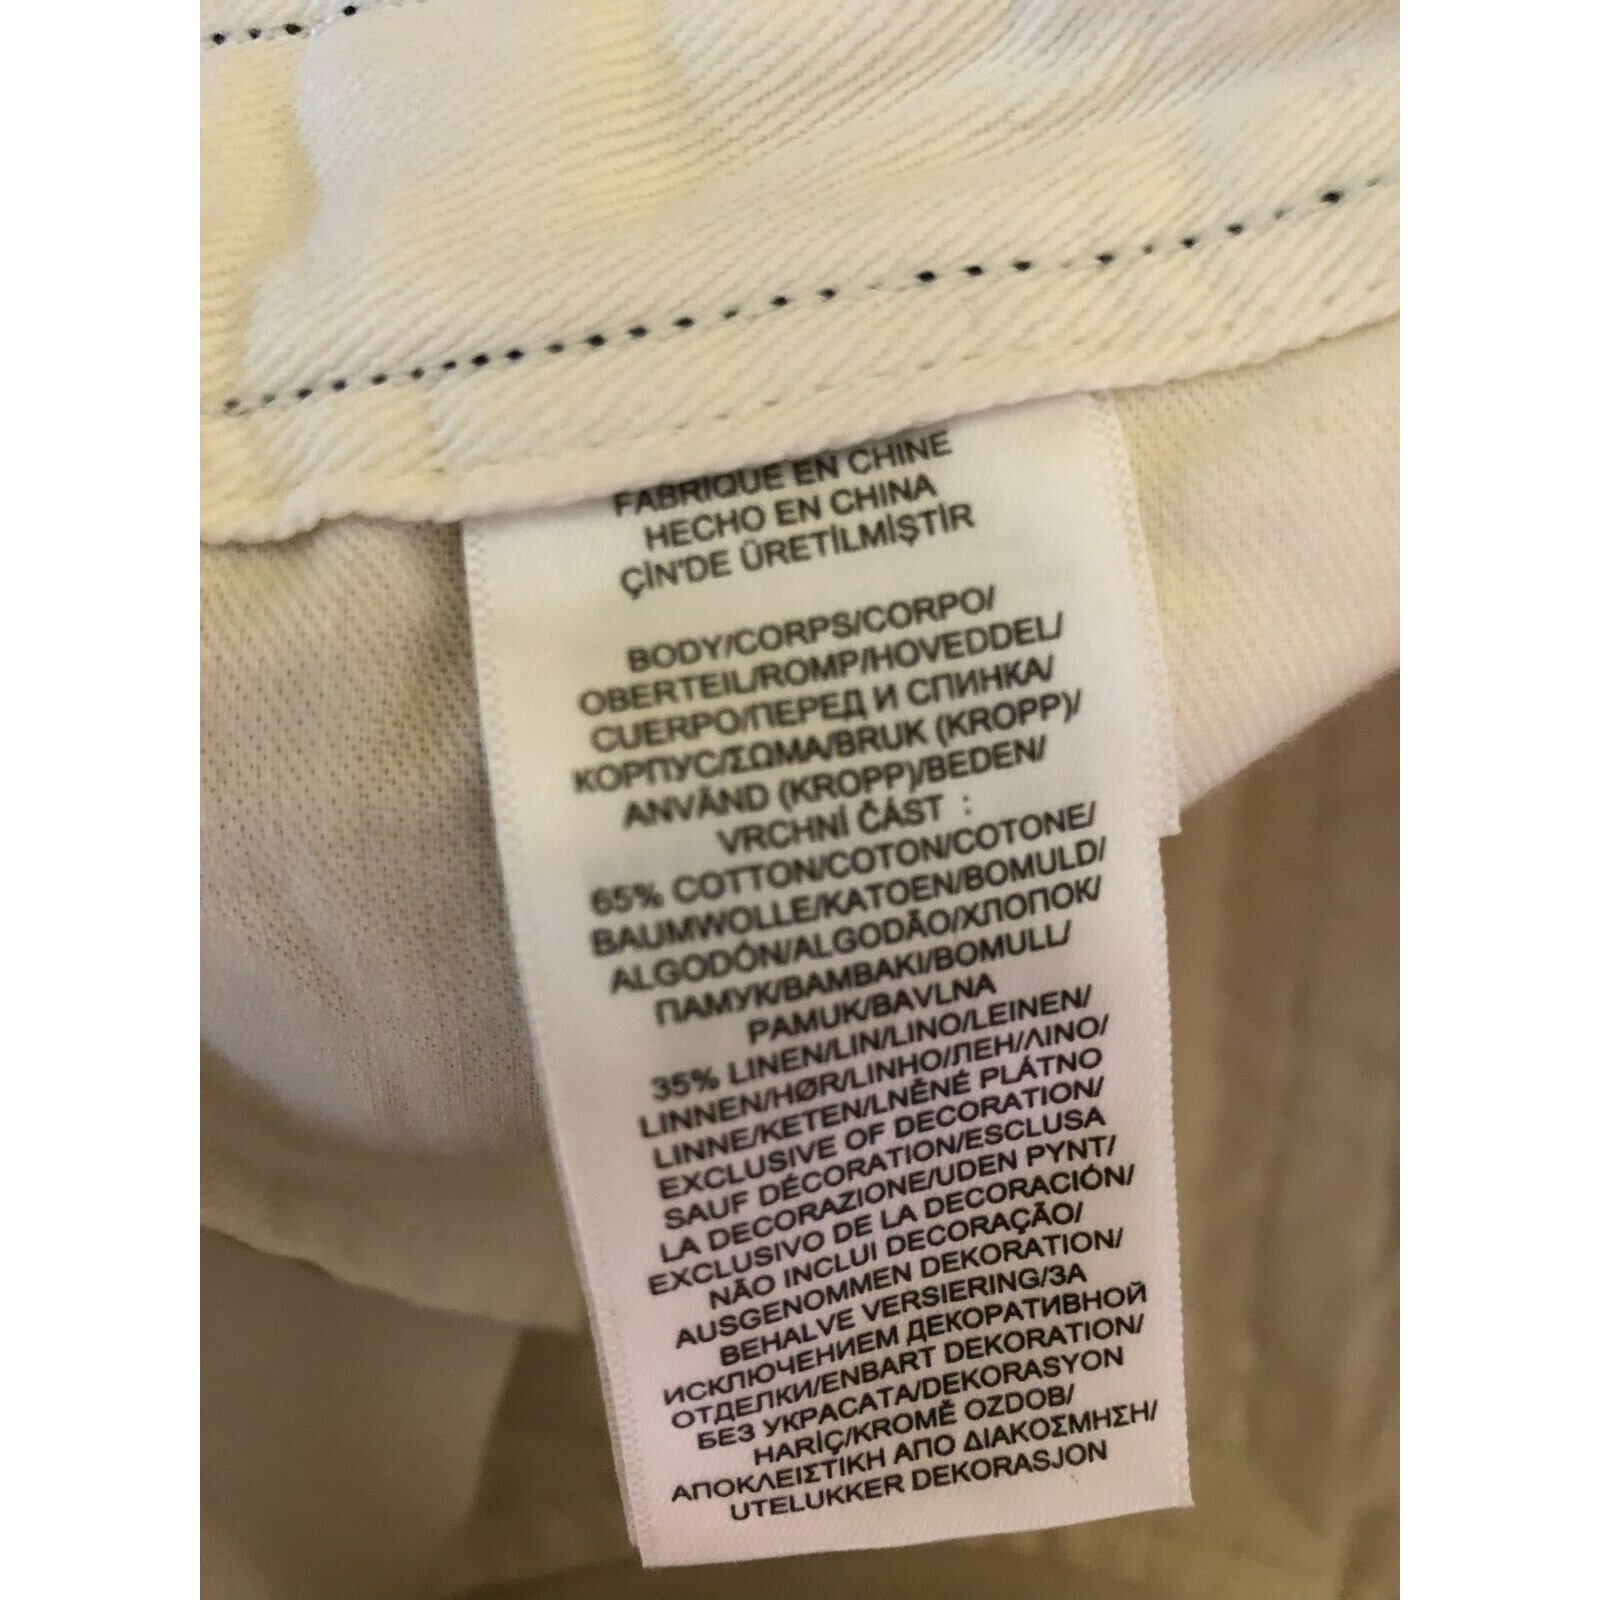 FABRIQUE EN CHINE
HECHO EN CHINA
ÇİN'DE ÜRETİLMİŞTİR
BODY/CORPS/CORPO/
OBERTEIL/ROMP/HOVEDDEL/
CUERPO/ПЕРЕД И СПИНКА/
КОРПУС/ΣΩΜΑ/BRUK (KROPP)/
ANVÄND (KROPP)/BEDEN/
VRCHNÍ ČÁST :
65% COTTON/COTON/COTONE/
BAUMWOLLE/KATOEN/BOMULD/
ALGODÓN/ALGODÃO/ХЛОПОК/
ПАМУК/BAMBAKI/BOMULL/
PAMUK/BAVLNA
35% LINEN/LIN/LINO/LEINEN/
LINNEN/HØR/LINHO/ЛЕН/ΛΙΝΟ/
LINNE/KETEN/LNĚNÉ PLÁTNO
EXCLUSIVE OF DECORATION/
SAUF DÉCORATION/ESCLUSA
LA DECORAZIONE/UDEN PYNT/
EXCLUSIVO DE LA DECORACIÓN/
NÃO INCLUI DECORAÇÃO/
AUSGENOMMEN DEKORATION/
BEHALVE VERSIERING/ЗА
ИСКЛЮЧЕНИЕМ ДЕКОРАТИВНОЙ
ОТДЕЛКИ/ENBART DEKORATION/
БЕЗ УКРАСАТА/DEKORASYON
HARİÇ/KROMĚ OZDOB/
ΑΠΟΚΛΕΙΣΤΙΚΗ ΑΠΟ ΔΙΑΚΟΣΜΗΣΗ/
UTELUKKER DEKORASJON